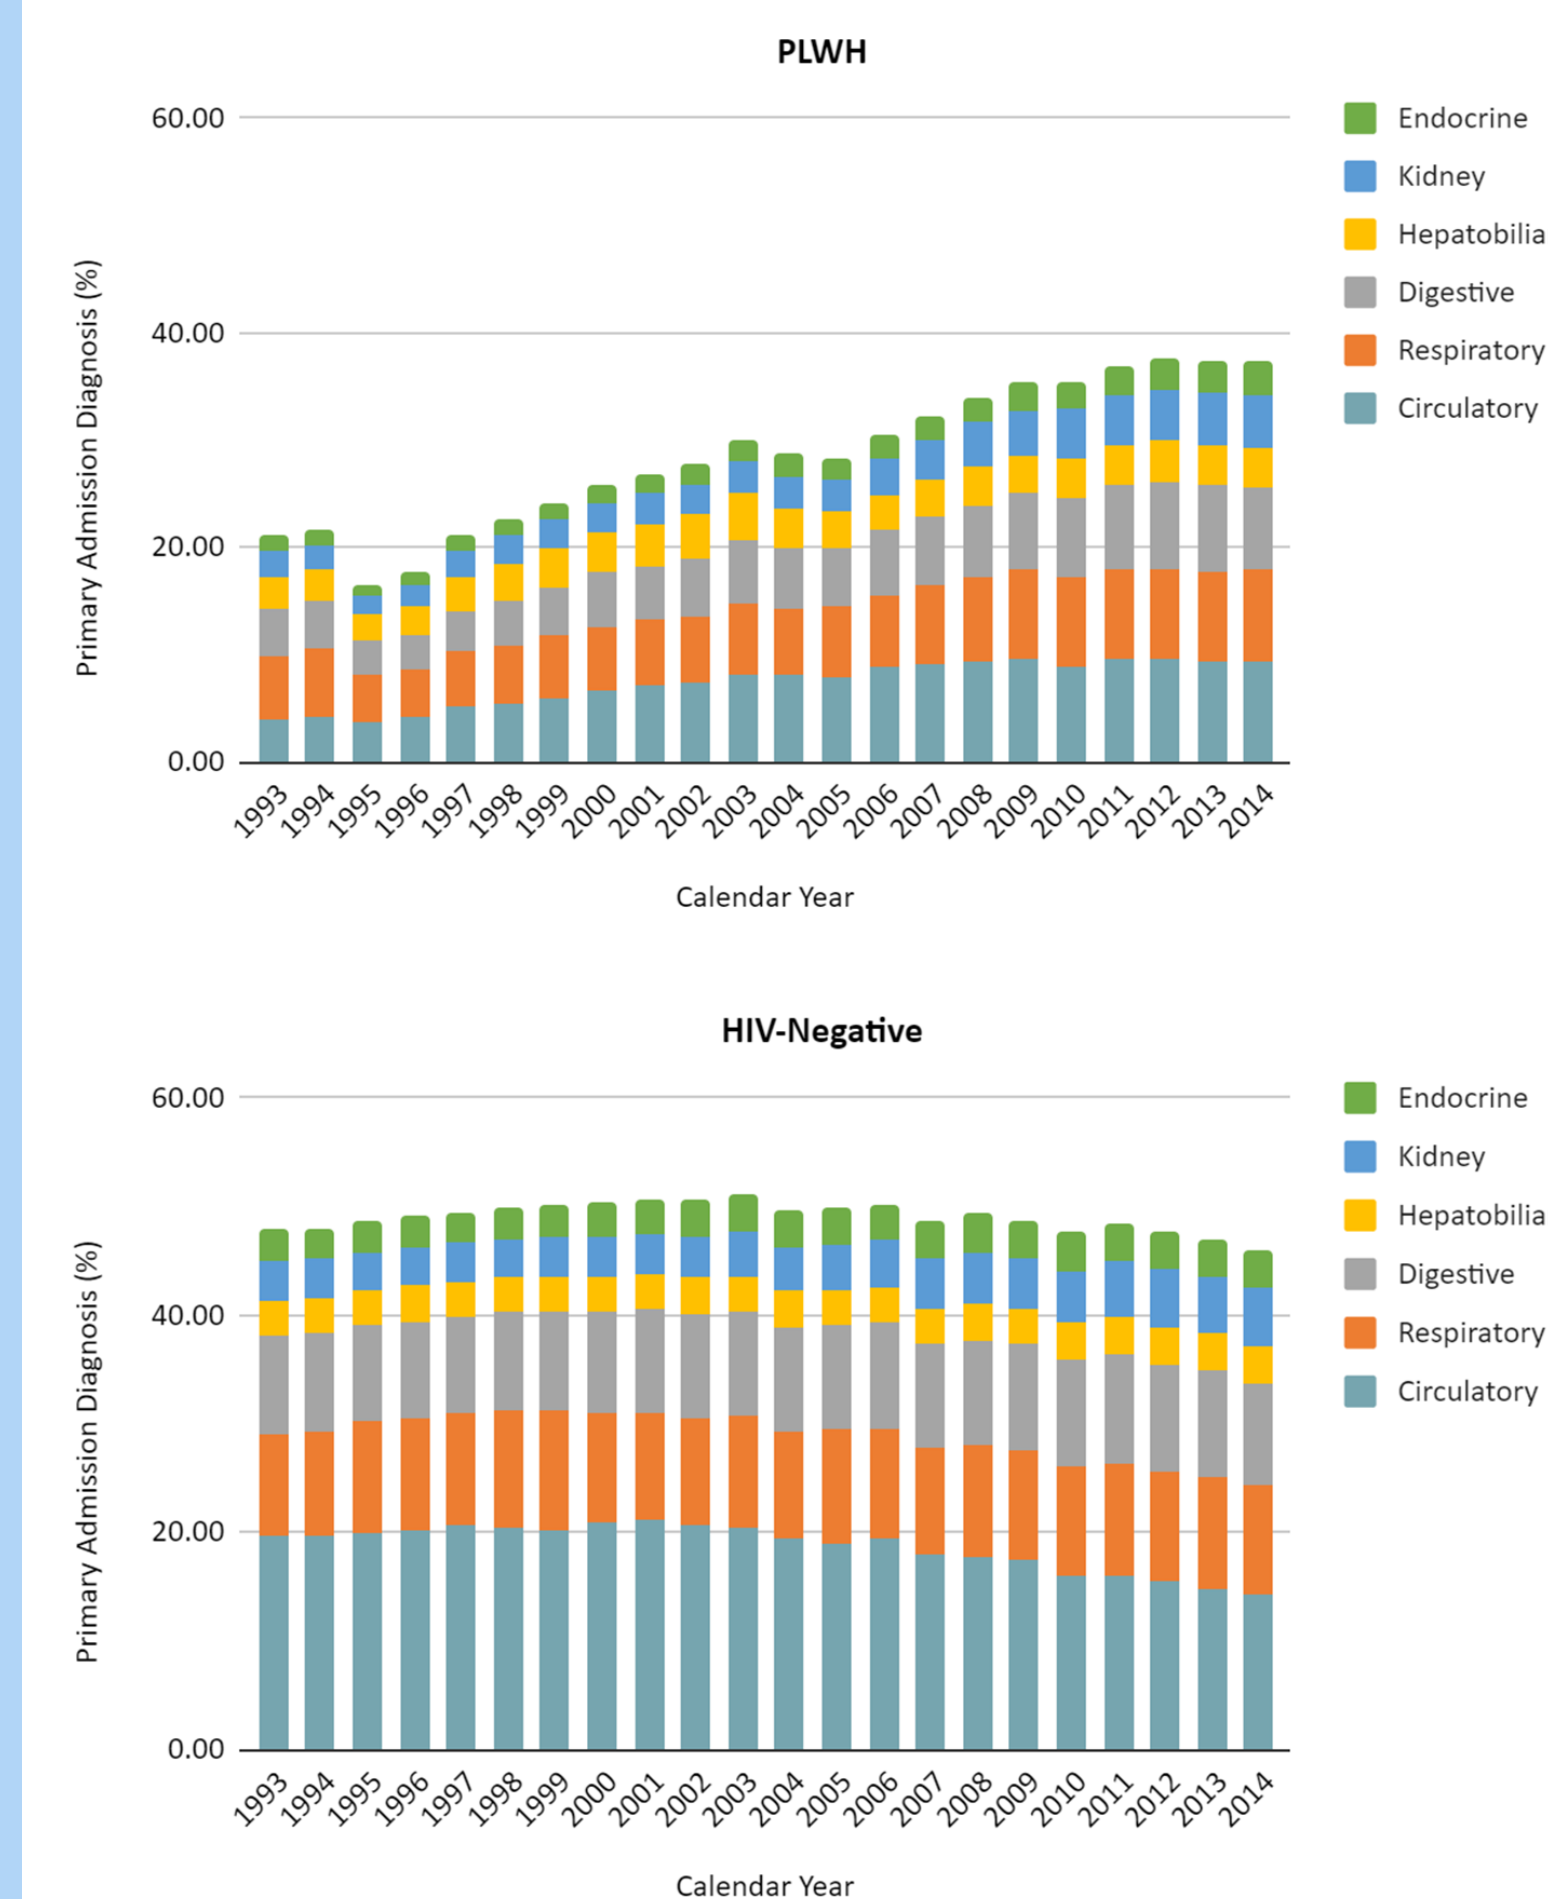 PLWH
60.00
40.00
20.00
0.00
Primary Admission Diagnosis (%)
1993 1994 1995 1996 1997 1998 1999 2000 2001 2002 2003 2004 2005 2006 2007 2008 2009 2010 2011 2012 2013 2014
Calendar Year
Endocrine
Kidney
Hepatobilia
Digestive
Respiratory
Circulatory
HIV-Negative
60.00
40.00
20.00
0.00
Primary Admission Diagnosis (%)
1993 1994 1995 1996 1997 1998 1999 2000 2001 2002 2003 2004 2005 2006 2007 2008 2009 2010 2011 2012 2013 2014
Calendar Year
Endocrine
Kidney
Hepatobilia
Digestive
Respiratory
Circulatory